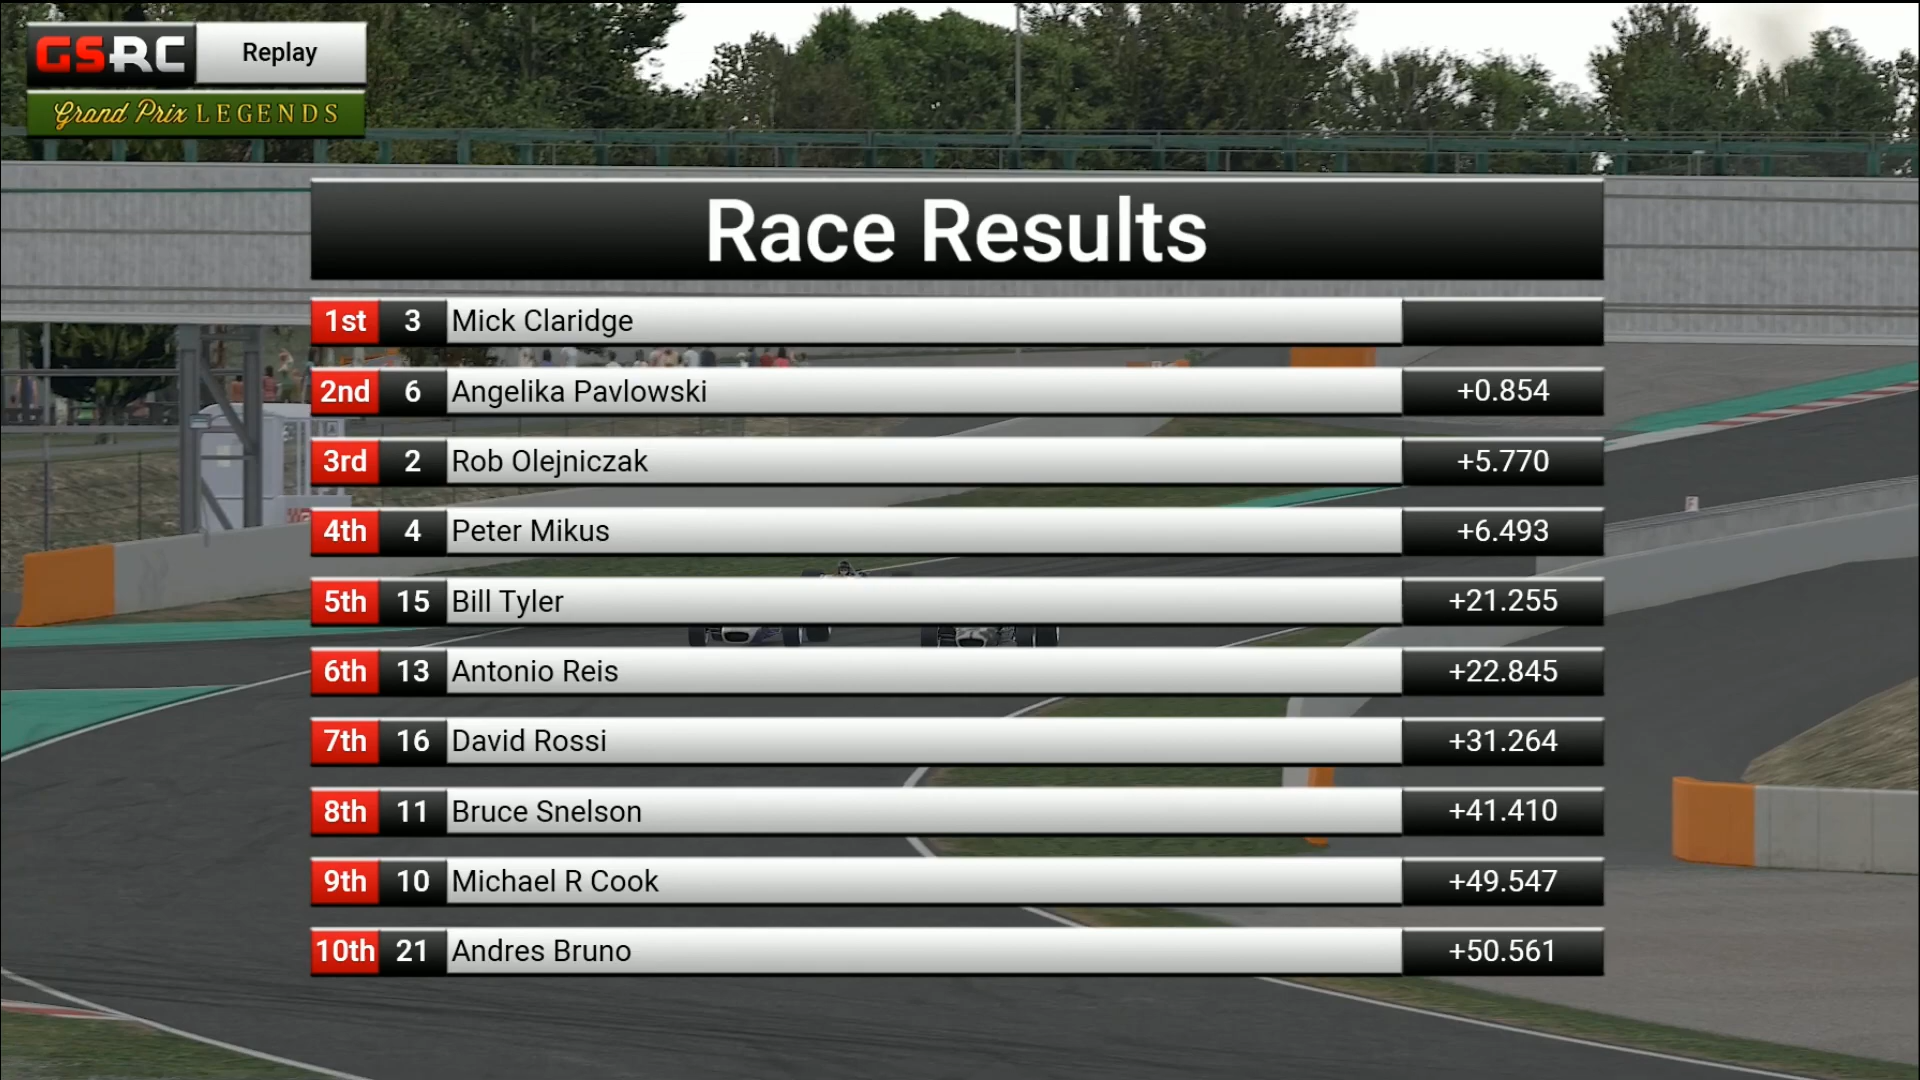 GSRC Replay
Grand Prix LEGENDS
Race Results
1st 3 Mick Claridge
2nd 6 Angelika Pavlowski +0.854
3rd 2 Rob Olejniczak +5.770
4th 4 Peter Mikus +6.493
5th 15 Bill Tyler +21.255
6th 13 Antonio Reis +22.845
7th 16 David Rossi +31.264
8th 11 Bruce Snelson +41.410
9th 10 Michael R Cook +49.547
10th 21 Andres Bruno +50.561